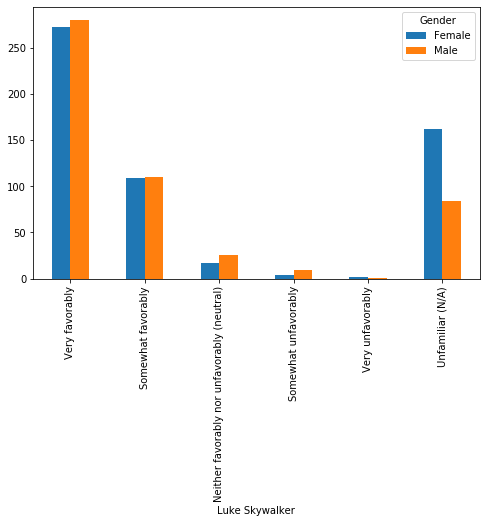 Gender
Female
Male
250
200
150
100
50
0
Very favorably
Somewhat favorably
Neither favorably nor unfavorably (neutral)
Somewhat unfavorably
Very unfavorably
Unfamiliar (N/A)
Luke Skywalker